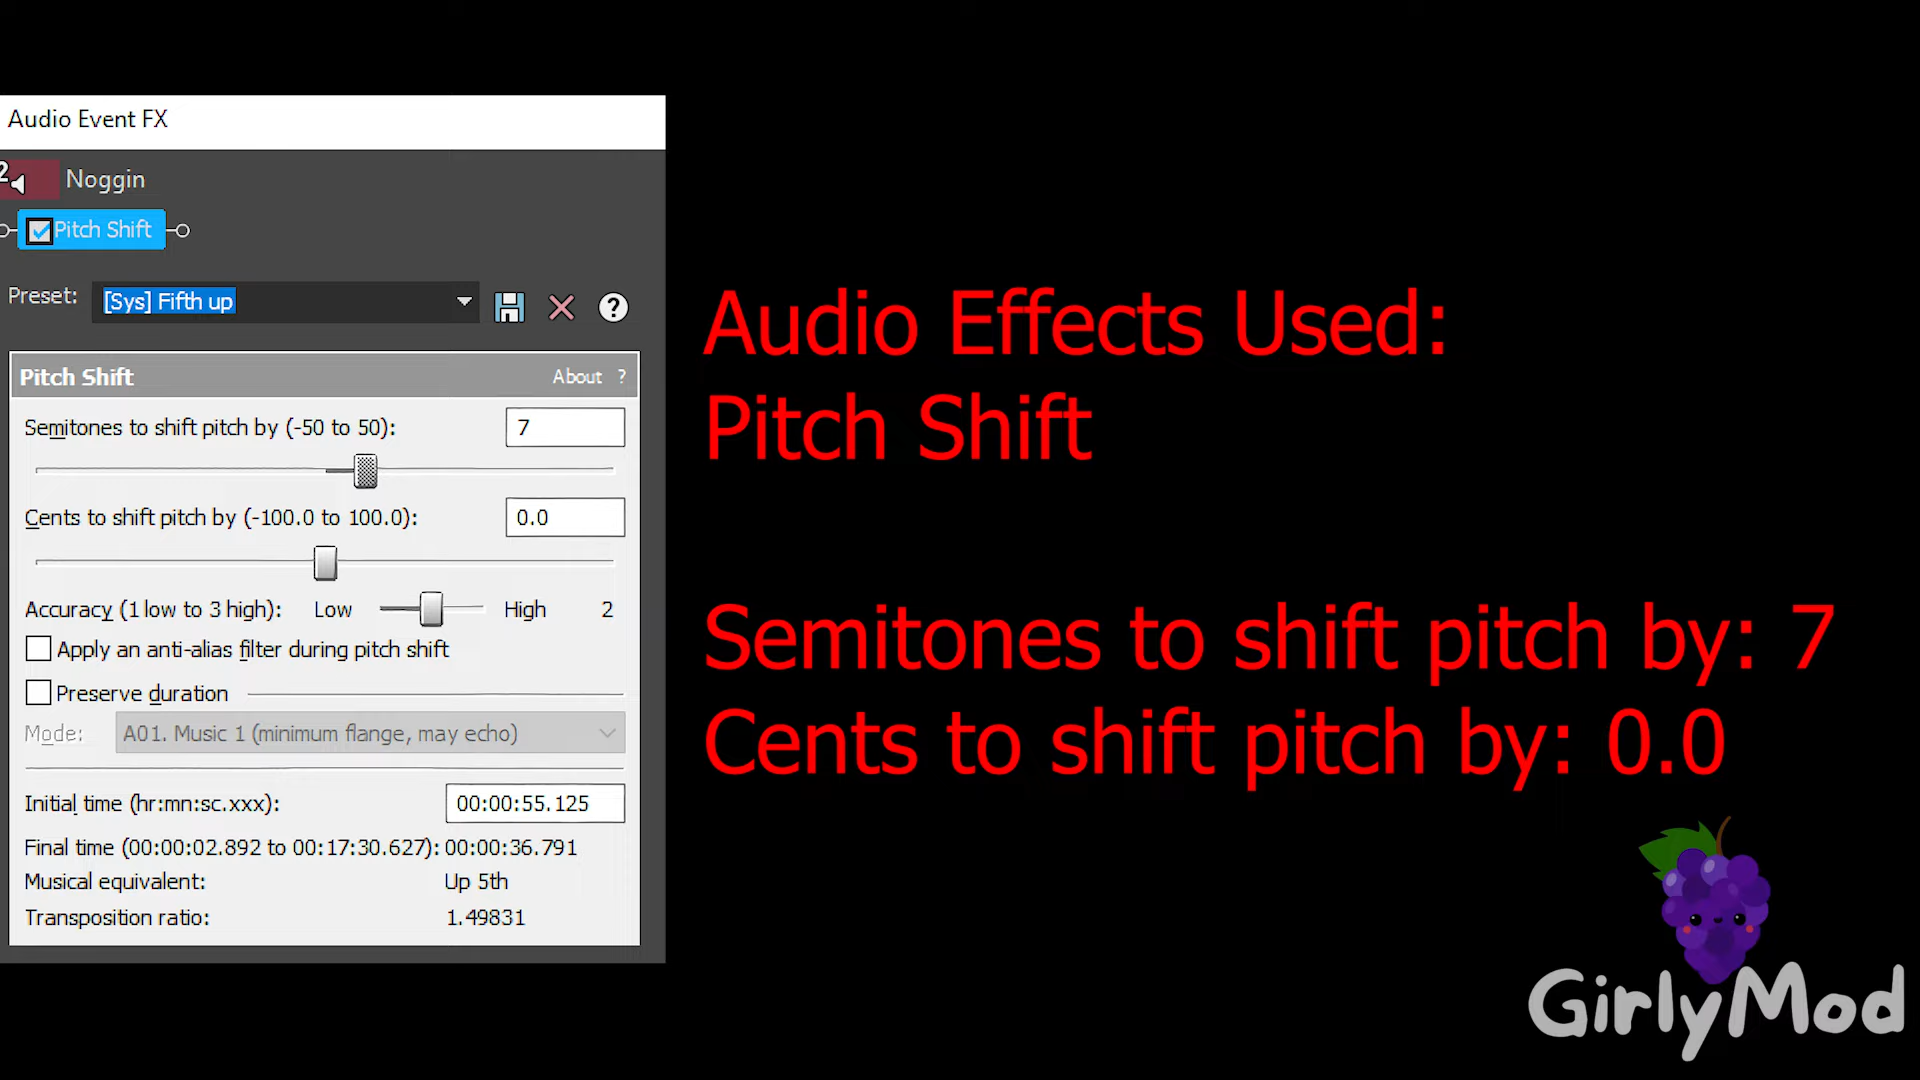 Audio Event FX
2
Noggin
Pitch Shift
Preset: [Sys] Fifth up ?
Pitch Shift About ?
Semitones to shift pitch by (-50 to 50): 7
Cents to shift pitch by (-100.0 to 100.0): 0.0
Accuracy (1 low to 3 high): Low High 2
Apply an anti-alias filter during pitch shift
Preserve duration
Mode: A01. Music 1 (minimum flange, may echo)
Initial time (hr:mn:sc.xxx): 00:00:55.125
Final time (00:00:02.892 to 00:17:30.627): 00:00:36.791
Musical equivalent: Up 5th
Transposition ratio: 1.49831
Audio Effects Used:
Pitch Shift
Semitones to shift pitch by: 7
Cents to shift pitch by: 0.0
GirlyMod